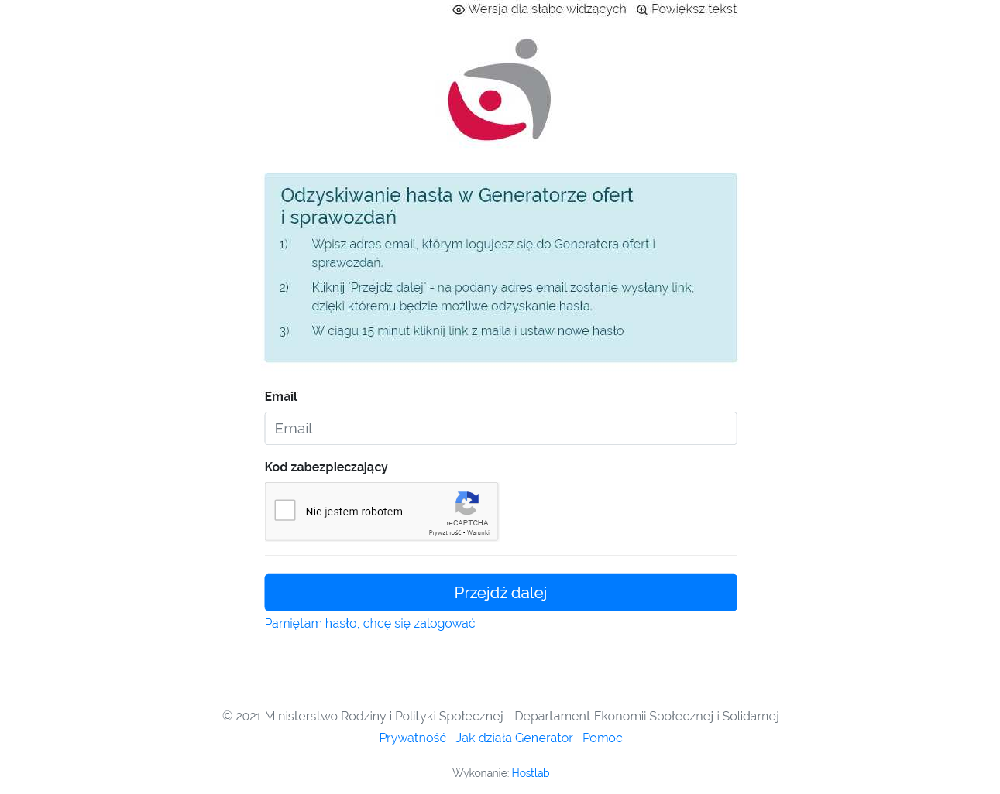 Wersja dla słabo widzących Powiększ tekst
Odzyskiwanie hasła w Generatorze ofert
i sprawozdań
1) Wpisz adres email, którym logujesz się do Generatora ofert i
sprawozdań.
2) Kliknij `Przejdź dalej` - na podany adres email zostanie wysłany link,
dzięki któremu będzie możliwe odzyskanie hasła.
3) W ciągu 15 minut kliknij link z maila i ustaw nowe hasło
Email
Email
Kod zabezpieczający
Nie jestem robotem
reCAPTCHA
Prywatność - Warunki
Przejdź dalej
Pamiętam hasło, chcę się zalogować
© 2021 Ministerstwo Rodziny i Polityki Społecznej - Departament Ekonomii Społecznej i Solidarnej
Prywatność Jak działa Generator Pomoc
Wykonanie: Hostlab